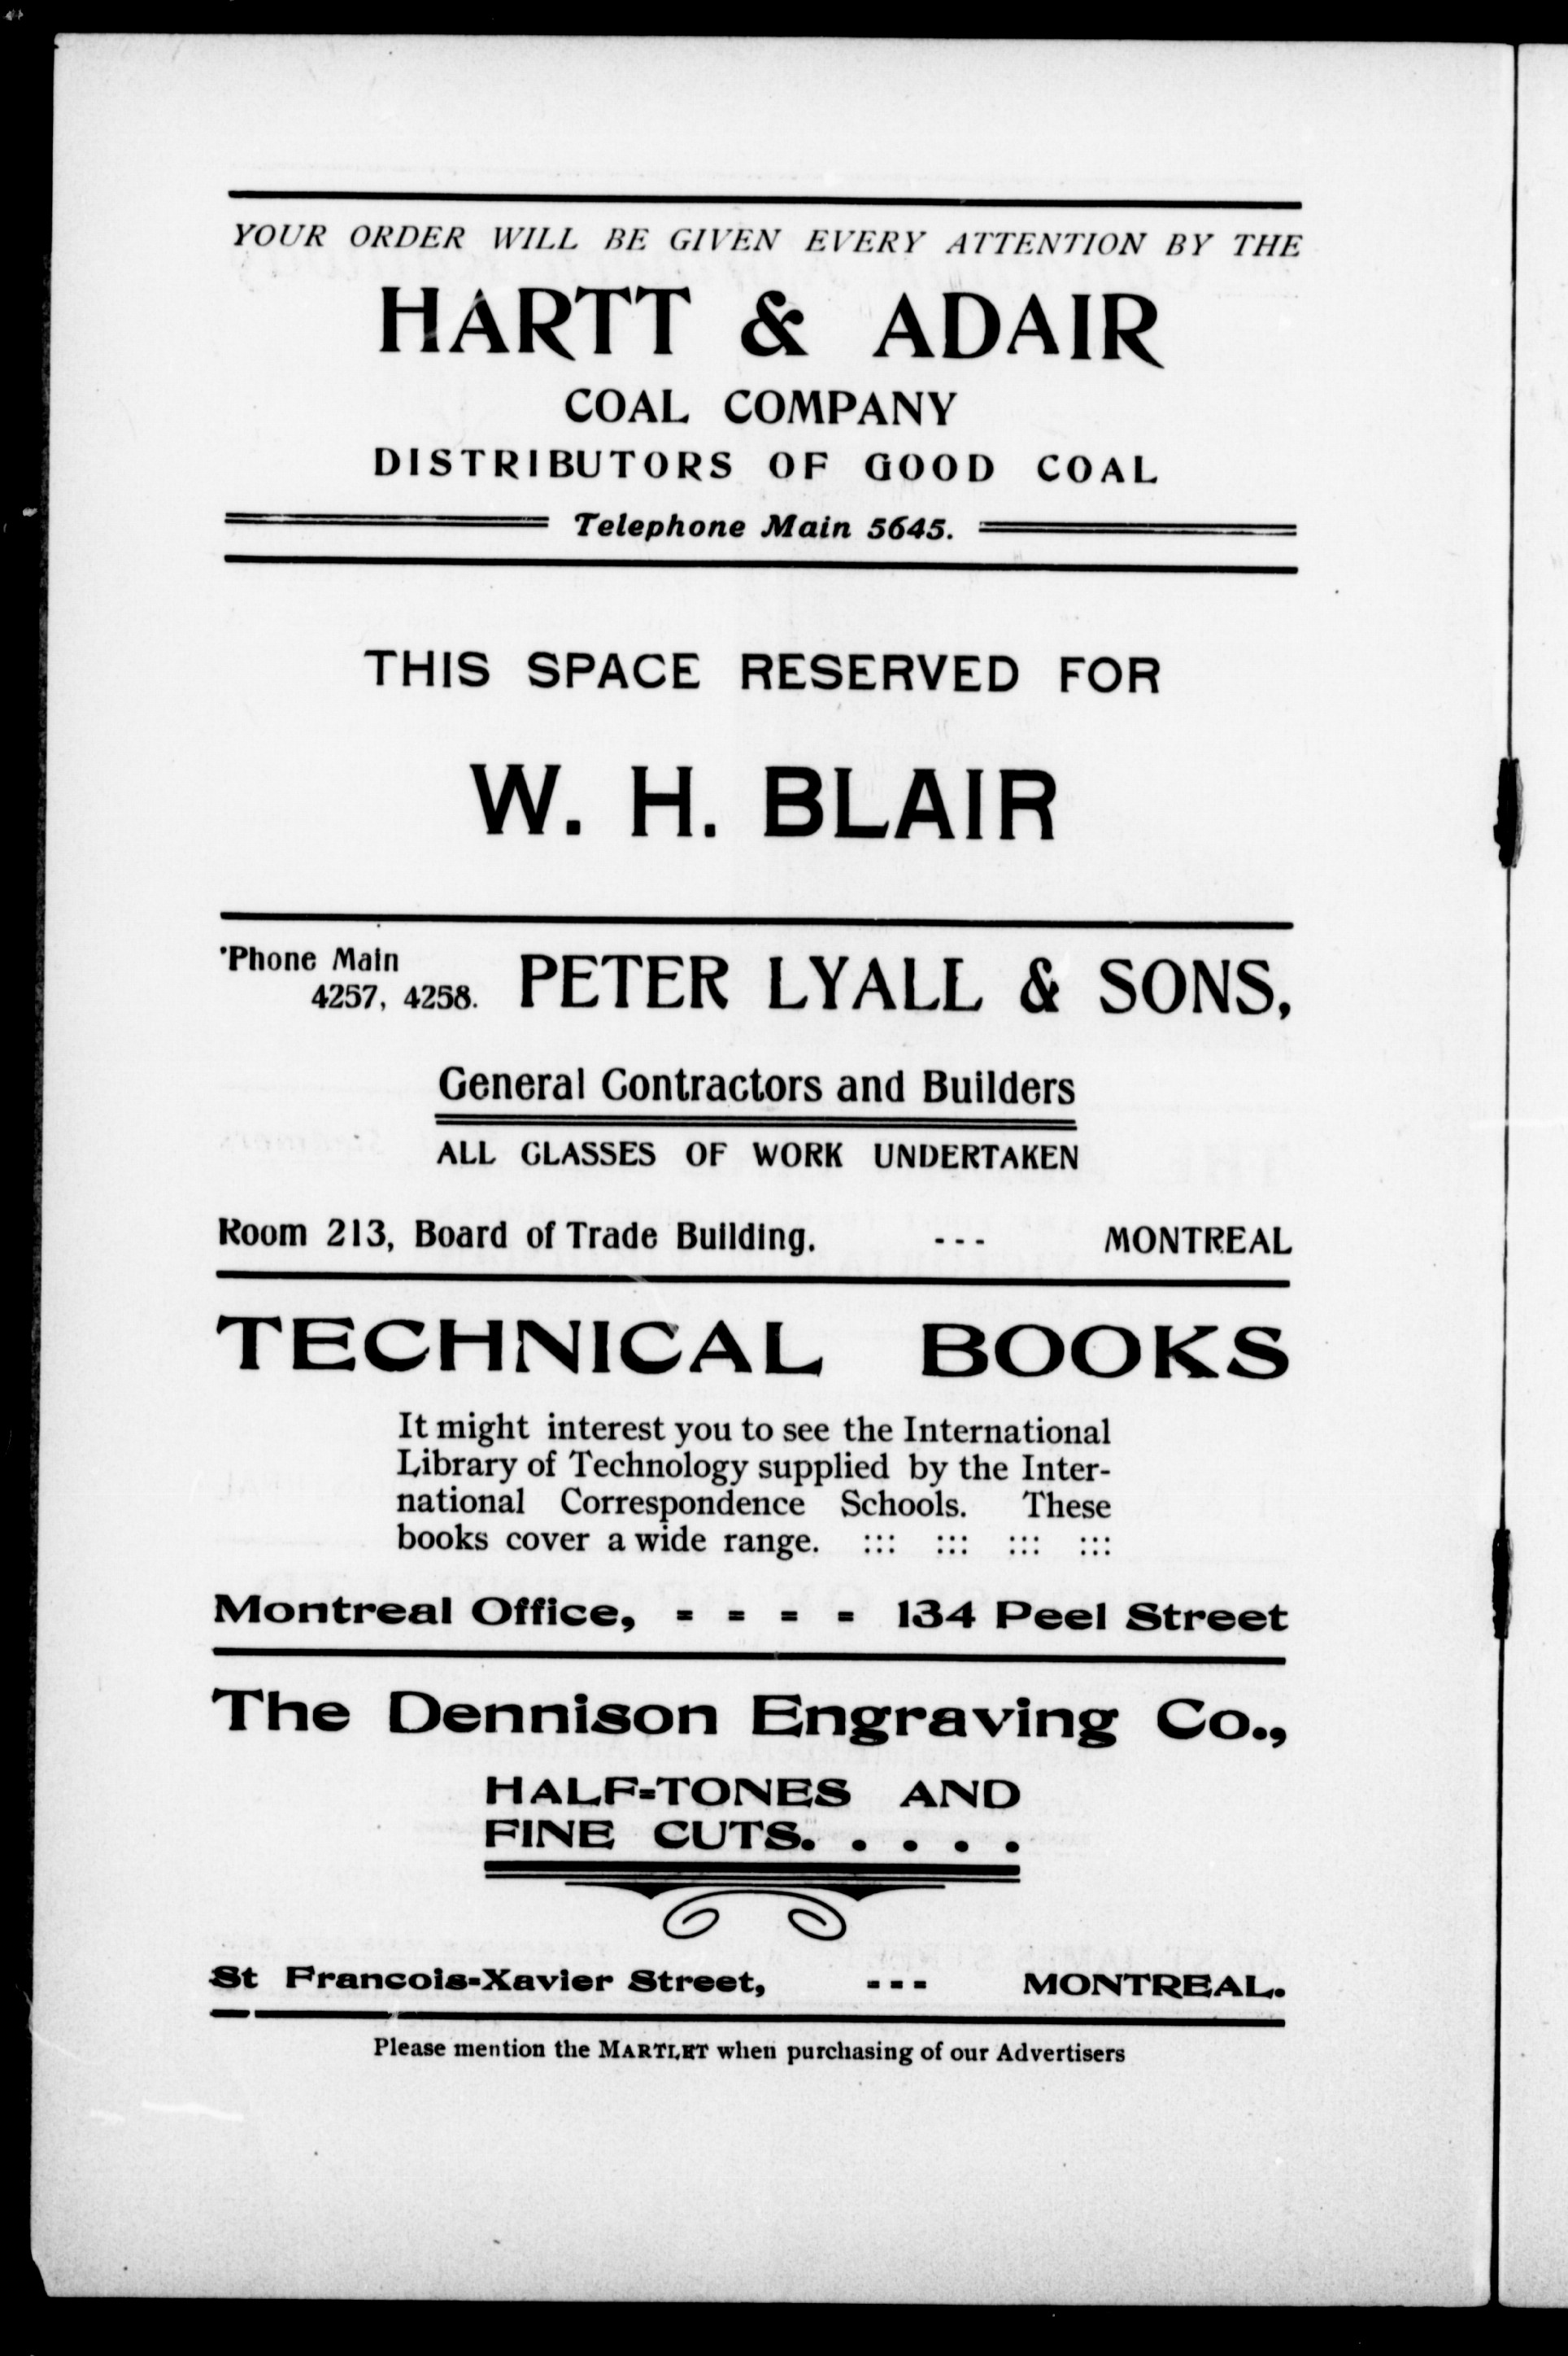 YOUR ORDER WILL BE GIVEN EVERY ATTENTION BY THE
HARTT & ADAIR
COAL COMPANY
DISTRIBUTORS OF GOOD COAL
Telephone Main 5645.
THIS SPACE RESERVED FOR
W. H. BLAIR
'Phone Main
4257, 4258.
PETER LYALL & SONS,
General Contractors and Builders
ALL CLASSES OF WORK UNDERTAKEN
Room 213, Board of Trade Building. - - - MONTREAL
TECHNICAL BOOKS
It might interest you to see the International
Library of Technology supplied by the Inter-
national Correspondence Schools. These
books cover a wide range. ::: ::: ::: :::
Montreal Office, = = = = 134 Peel Street
The Dennison Engraving Co.,
HALF=TONES AND
FINE CUTS. . . . .
St Francois=Xavier Street, = = = MONTREAL.
Please mention the MARTLET when purchasing of our Advertisers